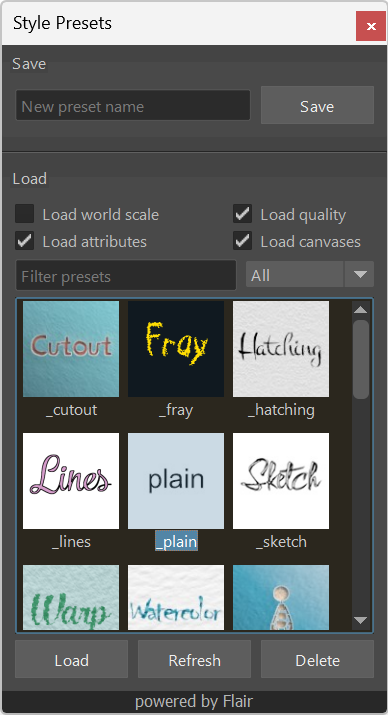 Style Presets
x
Save
New preset name
Save
Load
Load world scale
Load quality
Load attributes
Load canvases
Filter presets
All
Cutout
Fray
Hatching
_cutout
_fray
_hatching
Lines
plain
Sketch
_lines
_plain
_sketch
Warp
Watercolor
Load
Refresh
Delete
powered by Flair